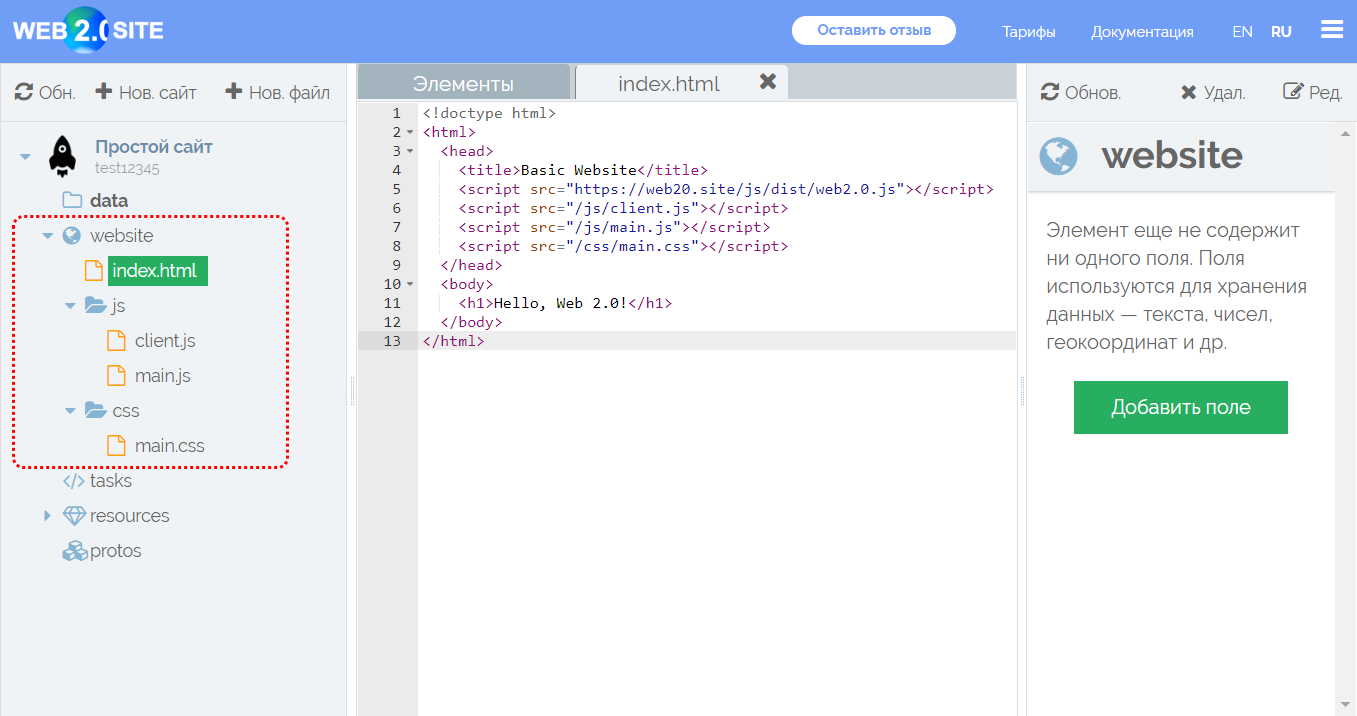 WEB 2.0 SITE
Оставить отзыв
Тарифы
Документация
EN
RU
Обн.
Нов. сайт
Нов. файл
Простой сайт
test12345
data
website
index.html
js
client.js
main.js
css
main.css
tasks
resources
protos
Элементы
index.html
1 <!doctype html>
2 <html>
3 <head>
4 <title>Basic Website</title>
5 <script src="https://web20.site/js/dist/web2.0.js"></script>
6 <script src="/js/client.js"></script>
7 <script src="/js/main.js"></script>
8 <script src="/css/main.css"></script>
9 </head>
10 <body>
11 <h1>Hello, Web 2.0!</h1>
12 </body>
13 </html>
Обнов.
Удал.
Ред.
website
Элемент еще не содержит
ни одного поля. Поля
используются для хранения
данных — текста, чисел,
геокоординат и др.
Добавить поле